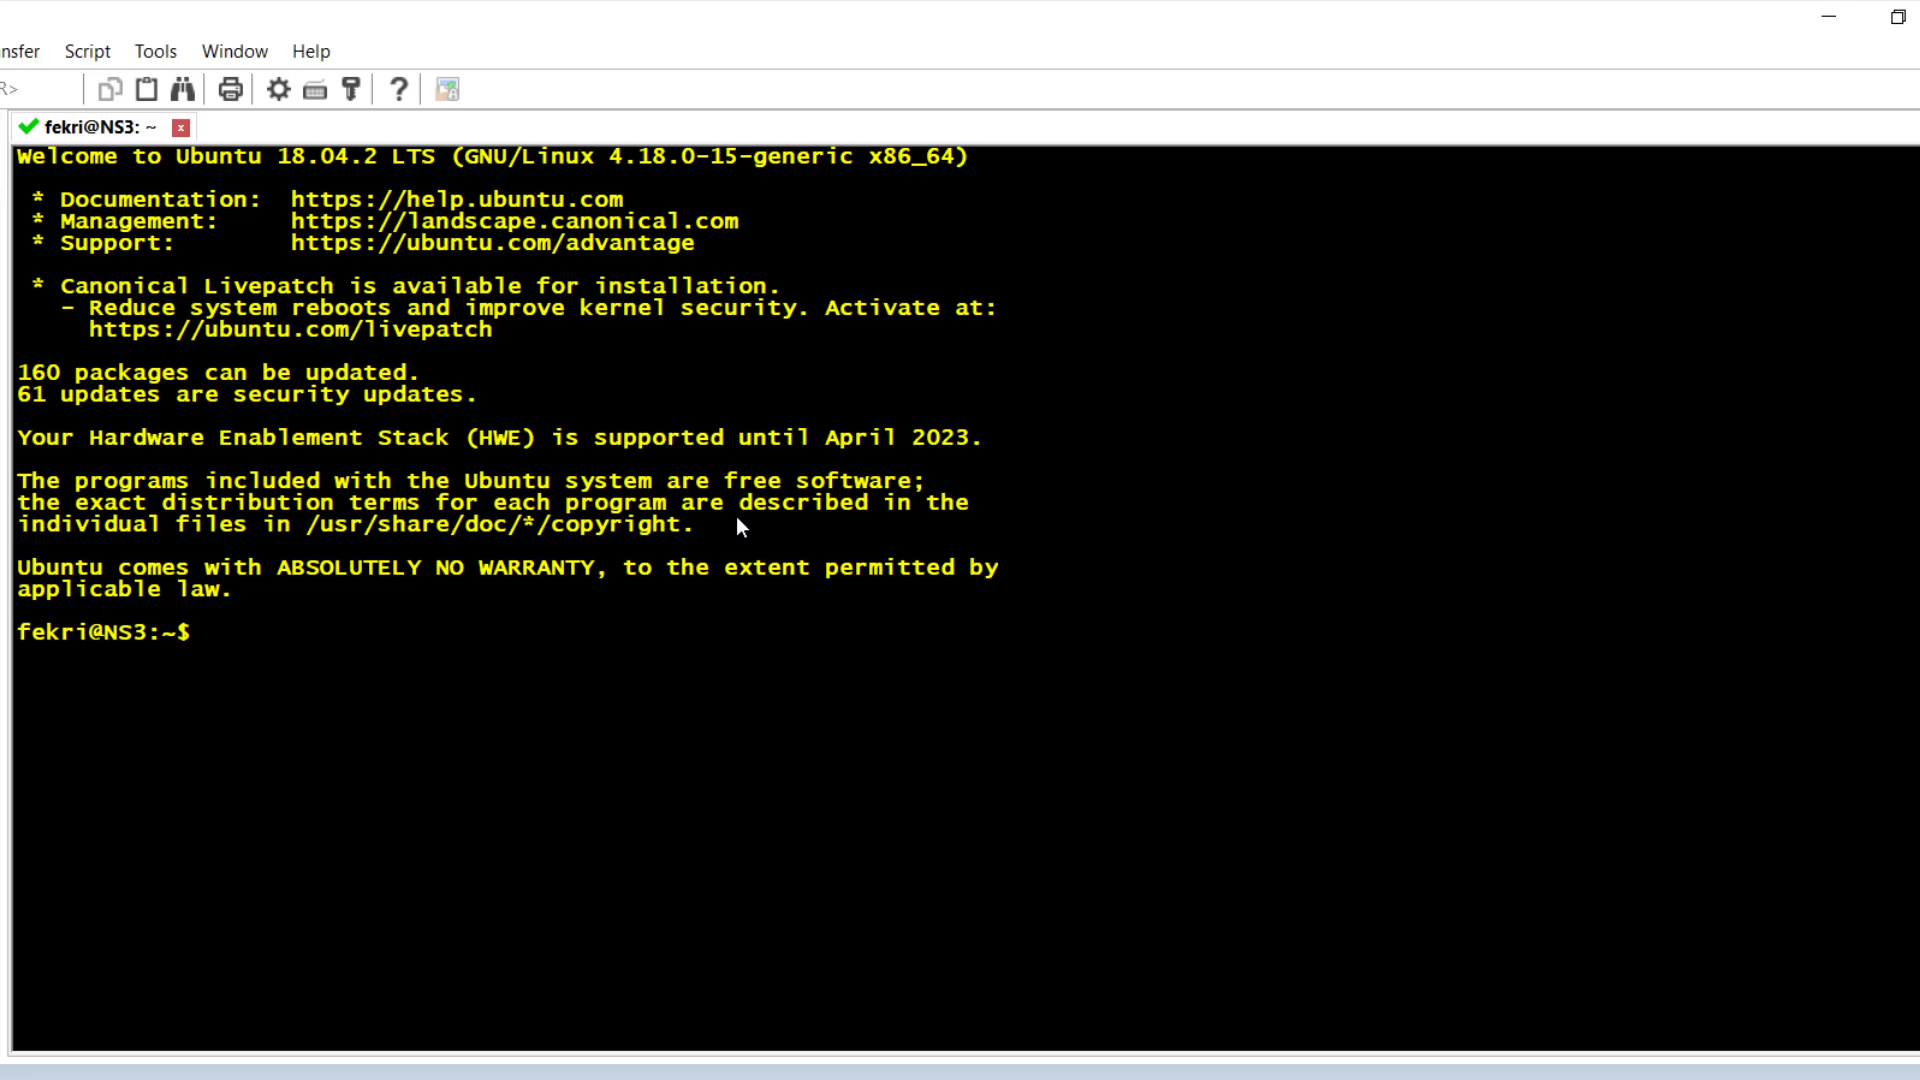 nsfer Script Tools Window Help
R>
fekri@NS3: ~
Welcome to Ubuntu 18.04.2 LTS (GNU/Linux 4.18.0-15-generic x86_64)
* Documentation: https://help.ubuntu.com
* Management: https://landscape.canonical.com
* Support: https://ubuntu.com/advantage
* Canonical Livepatch is available for installation.
- Reduce system reboots and improve kernel security. Activate at:
https://ubuntu.com/livepatch
160 packages can be updated.
61 updates are security updates.
Your Hardware Enablement Stack (HWE) is supported until April 2023.
The programs included with the Ubuntu system are free software;
the exact distribution terms for each program are described in the
individual files in /usr/share/doc/*/copyright.
Ubuntu comes with ABSOLUTELY NO WARRANTY, to the extent permitted by
applicable law.
fekri@NS3:~$